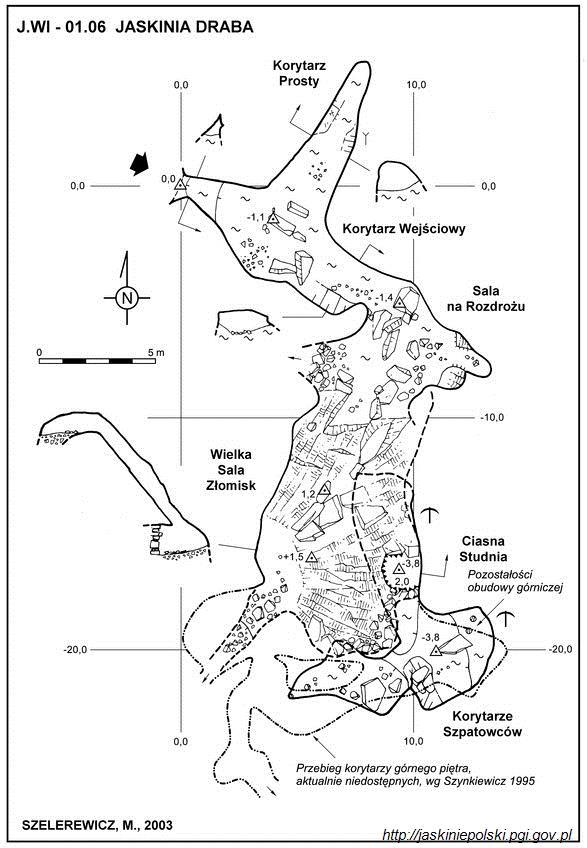 J.WI - 01.06 JASKINIA DRABA
Korytarz
Prosty
0,0
10,0
0,0
0,0
0,0
-1,1
Korytarz Wejściowy
1,4
Sala
na Rozdrożu
N
0
5 m
-10,0
Wielka
Sala
Złomisk
1,2
+1,5
Ciasna
Studnia
-3,8
2,0
Pozostałości
obudowy górniczej
-3,8
-20,0
-20,0
0,0
10,0
Korytarze
Szpatowców
Przebieg korytarzy górnego piętra,
aktualnie niedostępnych, wg Szynkiewicz 1995
SZELEREWICZ, M., 2003
http://jaskiniepolski.pgi.gov.pl